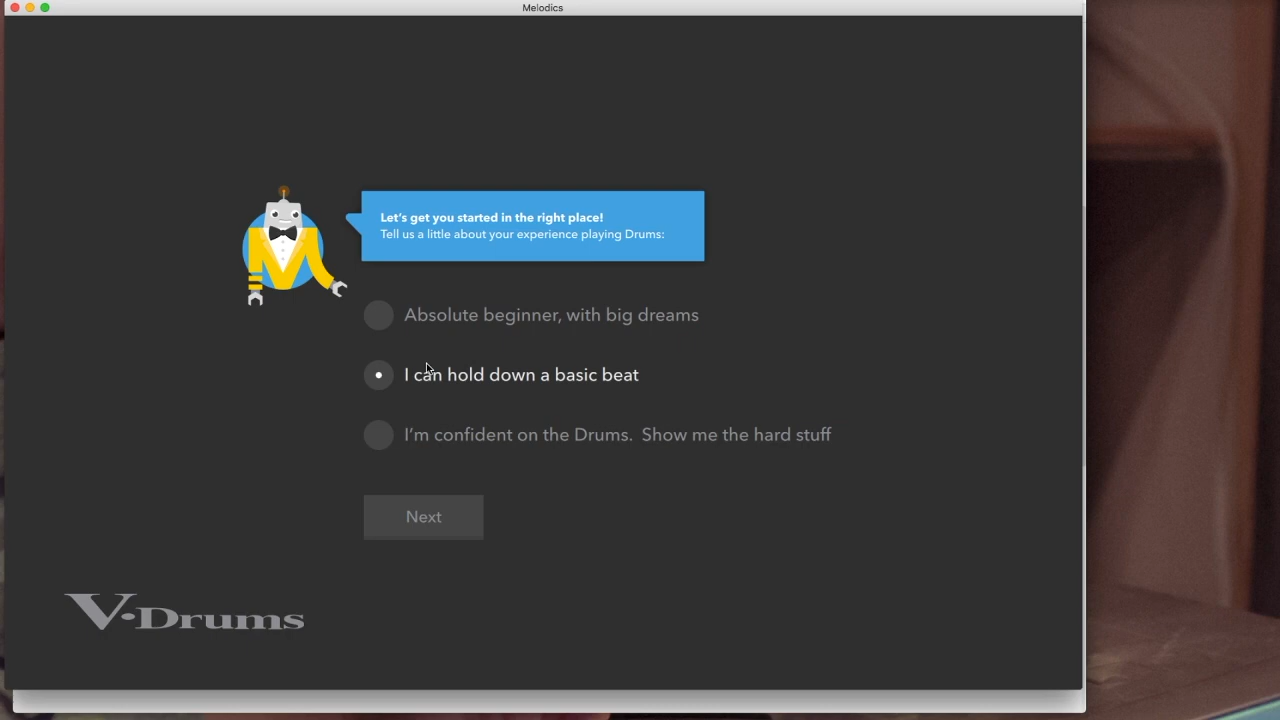 Melodics
Let's get you started in the right place!
Tell us a little about your experience playing Drums:
Absolute beginner, with big dreams
I can hold down a basic beat
I'm confident on the Drums.  Show me the hard stuff
Next
V-Drums